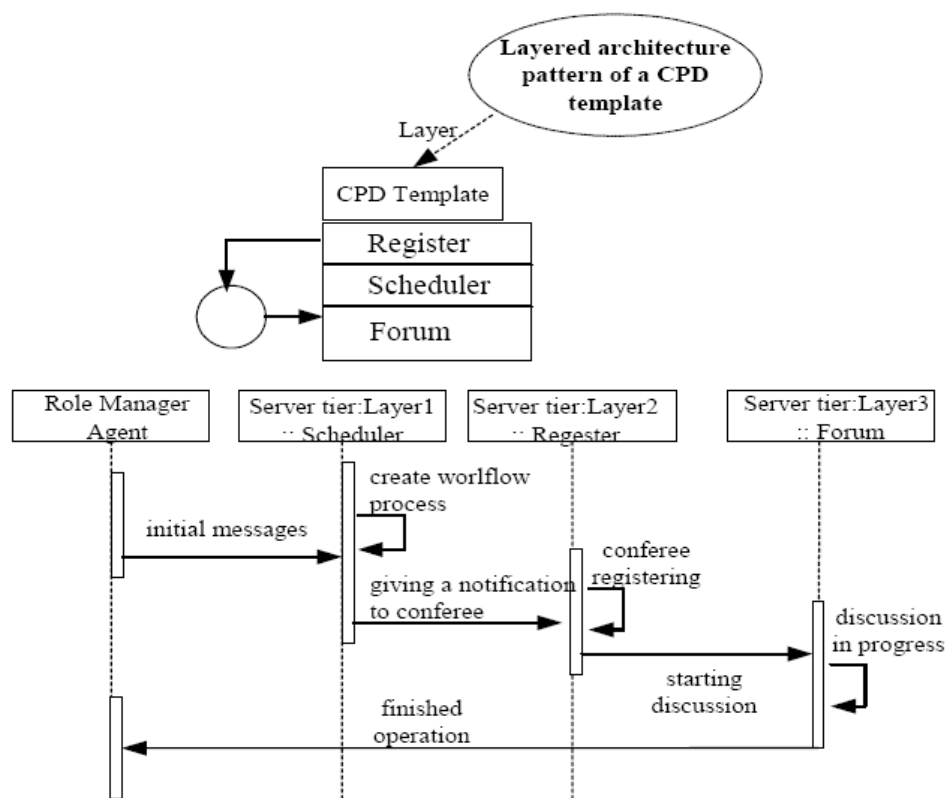 Layered architecture
pattern of a CPD
template
Layer
CPD Template
Register
Scheduler
Forum
Role Manager
Agent
Server tier:Layer1
:: Scheduler
Server tier:Layer2
:: Regester
Server tier:Layer3
:: Forum
create worlflow
process
initial messages
conferee
registering
giving a notification
to conferee
discussion
in progress
starting
discussion
finished
operation